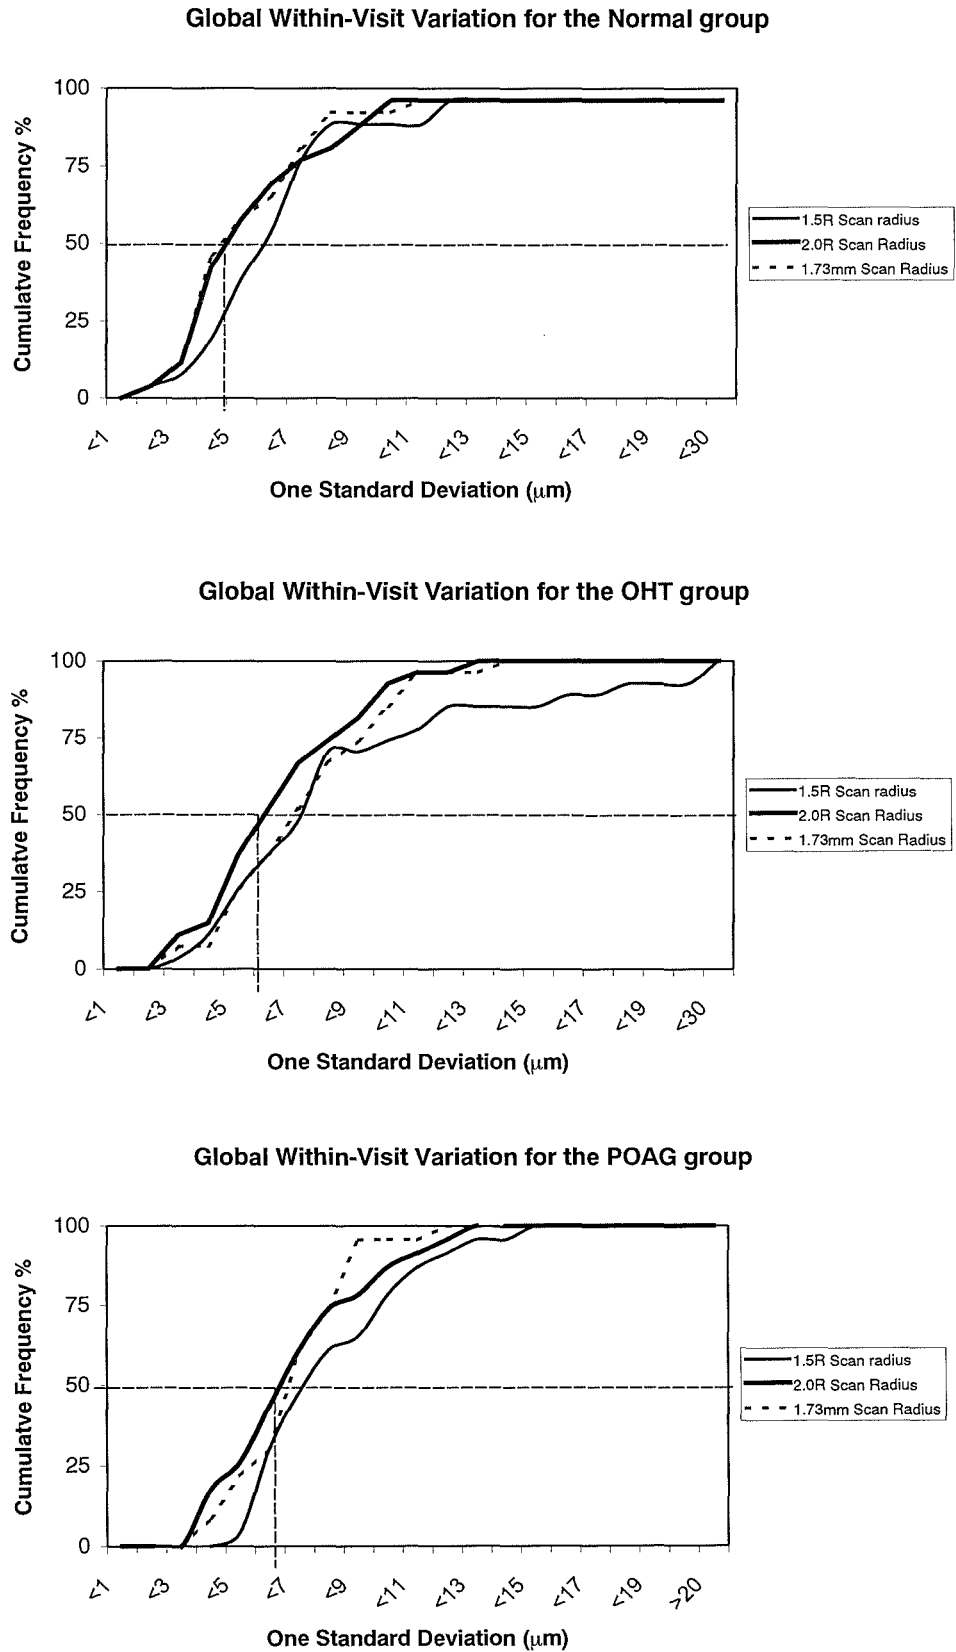 Global Within-Visit Variation for the Normal group
Cumulatve Frequency %
100
75
50
25
0
<1 <3 <5 <7 <9 <11 <13 <15 <17 <19 <30
One Standard Deviation (μm)
1.5R Scan radius
2.0R Scan Radius
1.73mm Scan Radius
Global Within-Visit Variation for the OHT group
Cumulatve Frequency %
100
75
50
25
0
<1 <3 <5 <7 <9 <11 <13 <15 <17 <19 <30
One Standard Deviation (μm)
1.5R Scan radius
2.0R Scan Radius
1.73mm Scan Radius
Global Within-Visit Variation for the POAG group
Cumulatve Frequency %
100
75
50
25
0
<1 <3 <5 <7 <9 <11 <13 <15 <17 <19 >20
One Standard Deviation (μm)
1.5R Scan radius
2.0R Scan Radius
1.73mm Scan Radius